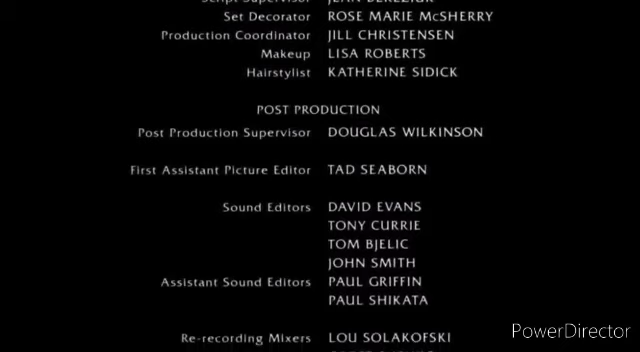 Set Decorator ROSE MARIE McSHERRY
Production Coordinator JILL CHRISTENSEN
Makeup LISA ROBERTS
Hairstylist KATHERINE SIDICK
POST PRODUCTION
Post Production Supervisor DOUGLAS WILKINSON
First Assistant Picture Editor TAD SEABORN
Sound Editors DAVID EVANS
TONY CURRIE
TOM BJELIC
JOHN SMITH
Assistant Sound Editors PAUL GRIFFIN
PAUL SHIKATA
PowerDirector
Re-recording Mixers LOU SOLAKOFSKI